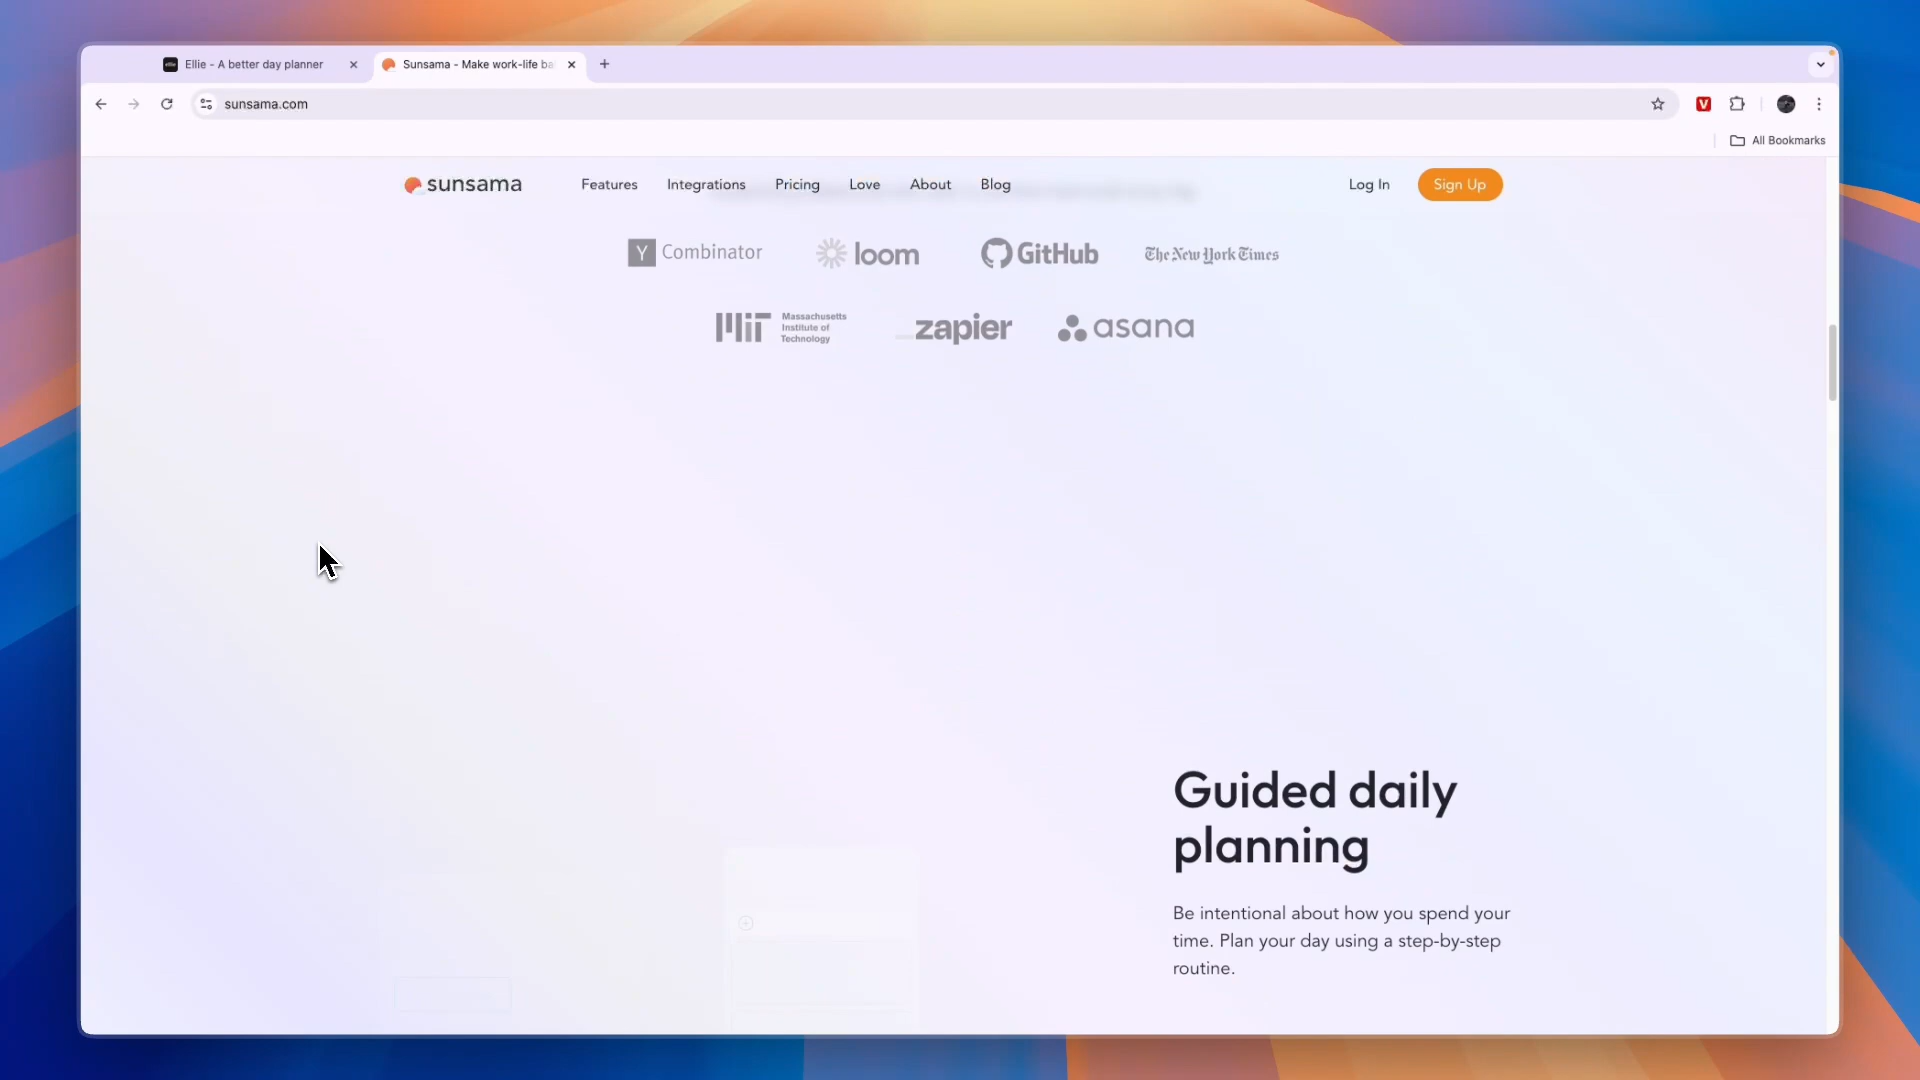 Ellie - A better day planner
Sunsama - Make work-life ba
sunsama.com
V
All Bookmarks
sunsama
Features
Integrations
Pricing
Love
About
Blog
Log In
Sign Up
Y Combinator
loom
GitHub
The New York Times
MIT
Massachusetts
Institute of
Technology
zapier
asana
Guided daily
planning
Be intentional about how you spend your
time. Plan your day using a step-by-step
routine.